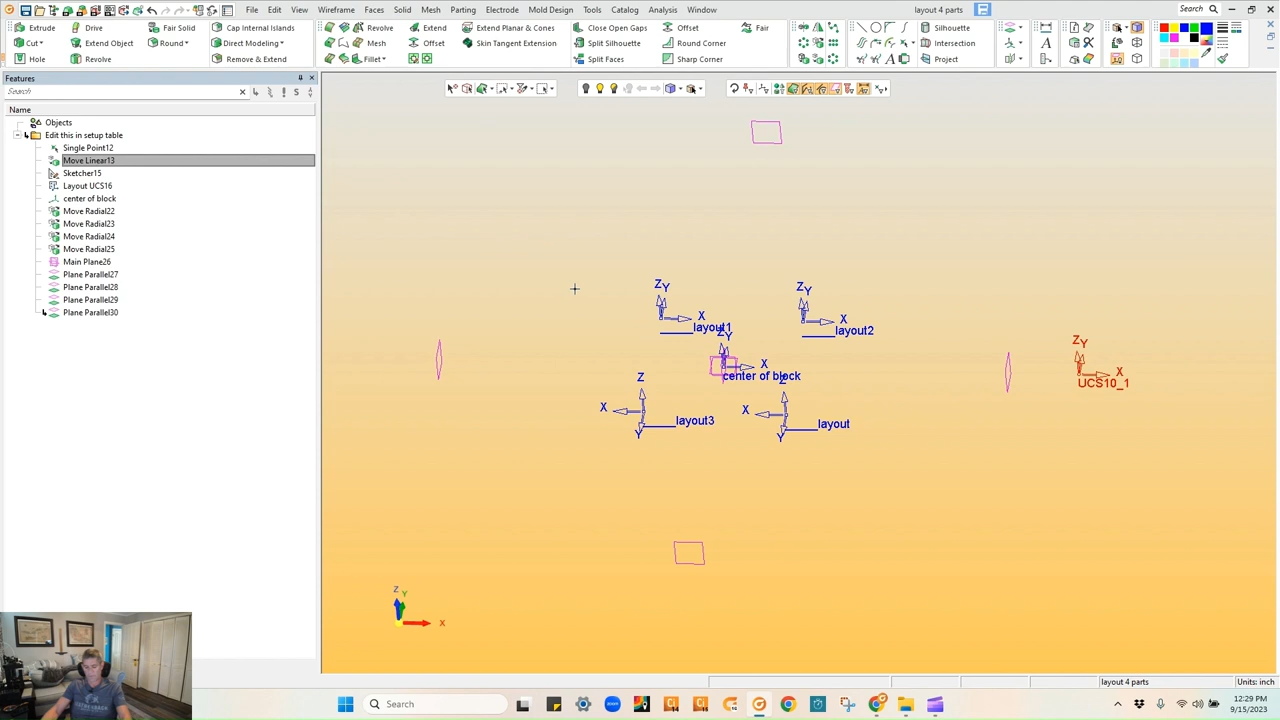 File Edit View Wireframe Faces Solid Mesh Parting Electrode Mold Design Tools Catalog Analysis Window
layout 4 parts
Search
Extrude Drive Fair Solid Cap Internal Islands Revolve Extend Find Planar & Cones Offset Close Open Gaps Offset Fair Silhouette
Cut Extend Object Round Direct Modeling Mesh Offset Skin Tangent Extension Split Silhouette Round Corner Intersection
Hole Revolve Remove & Extend Fillet Split Faces Sharp Corner Project
Features
Search
Name
Objects
Edit this in setup table
Single Point12
Move Linear13
Sketcher15
Layout UCS16
center of block
Move Radial22
Move Radial23
Move Radial24
Move Radial25
Main Plane26
Plane Parallel27
Plane Parallel28
Plane Parallel29
Plane Parallel30
Z Y
X
layout1
Z Y
X
layout2
Z
Y
X
center of block
Z Y
X
UCS10_1
Z
X
Y
layout3
Z
X
Y
layout
Z
Y
X
layout 4 parts
Units: inch
Search
12:29 PM
9/15/2023